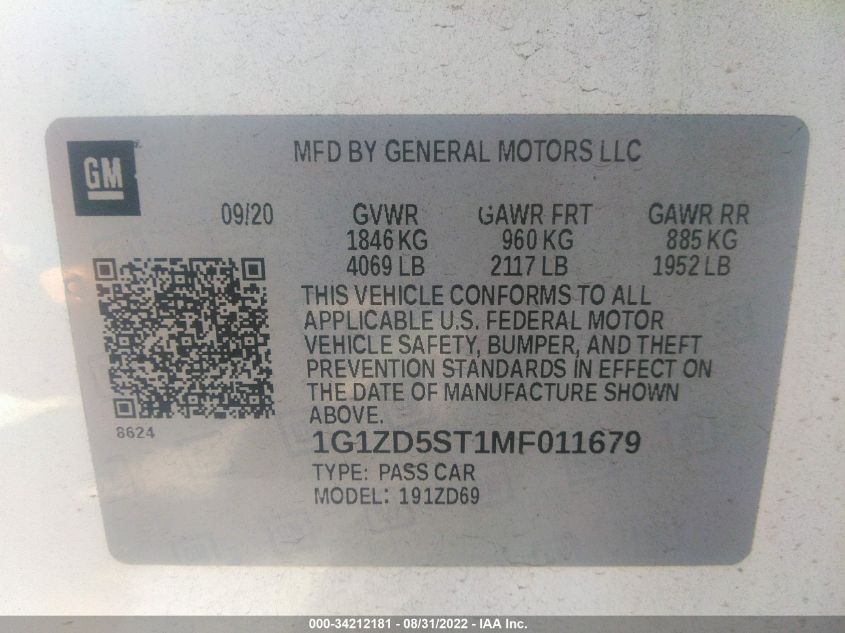 GM
MFD BY GENERAL MOTORS LLC
09/20 GVWR GAWR FRT GAWR RR
1846 KG 960 KG 885 KG
4069 LB 2117 LB 1952 LB
THIS VEHICLE CONFORMS TO ALL
APPLICABLE U.S. FEDERAL MOTOR
VEHICLE SAFETY, BUMPER, AND THEFT
PREVENTION STANDARDS IN EFFECT ON
THE DATE OF MANUFACTURE SHOWN
ABOVE.
8624
1G1ZD5ST1MF011679
TYPE: PASS CAR
MODEL: 191ZD69
000-34212181 - 08/31/2022 - IAA Inc.